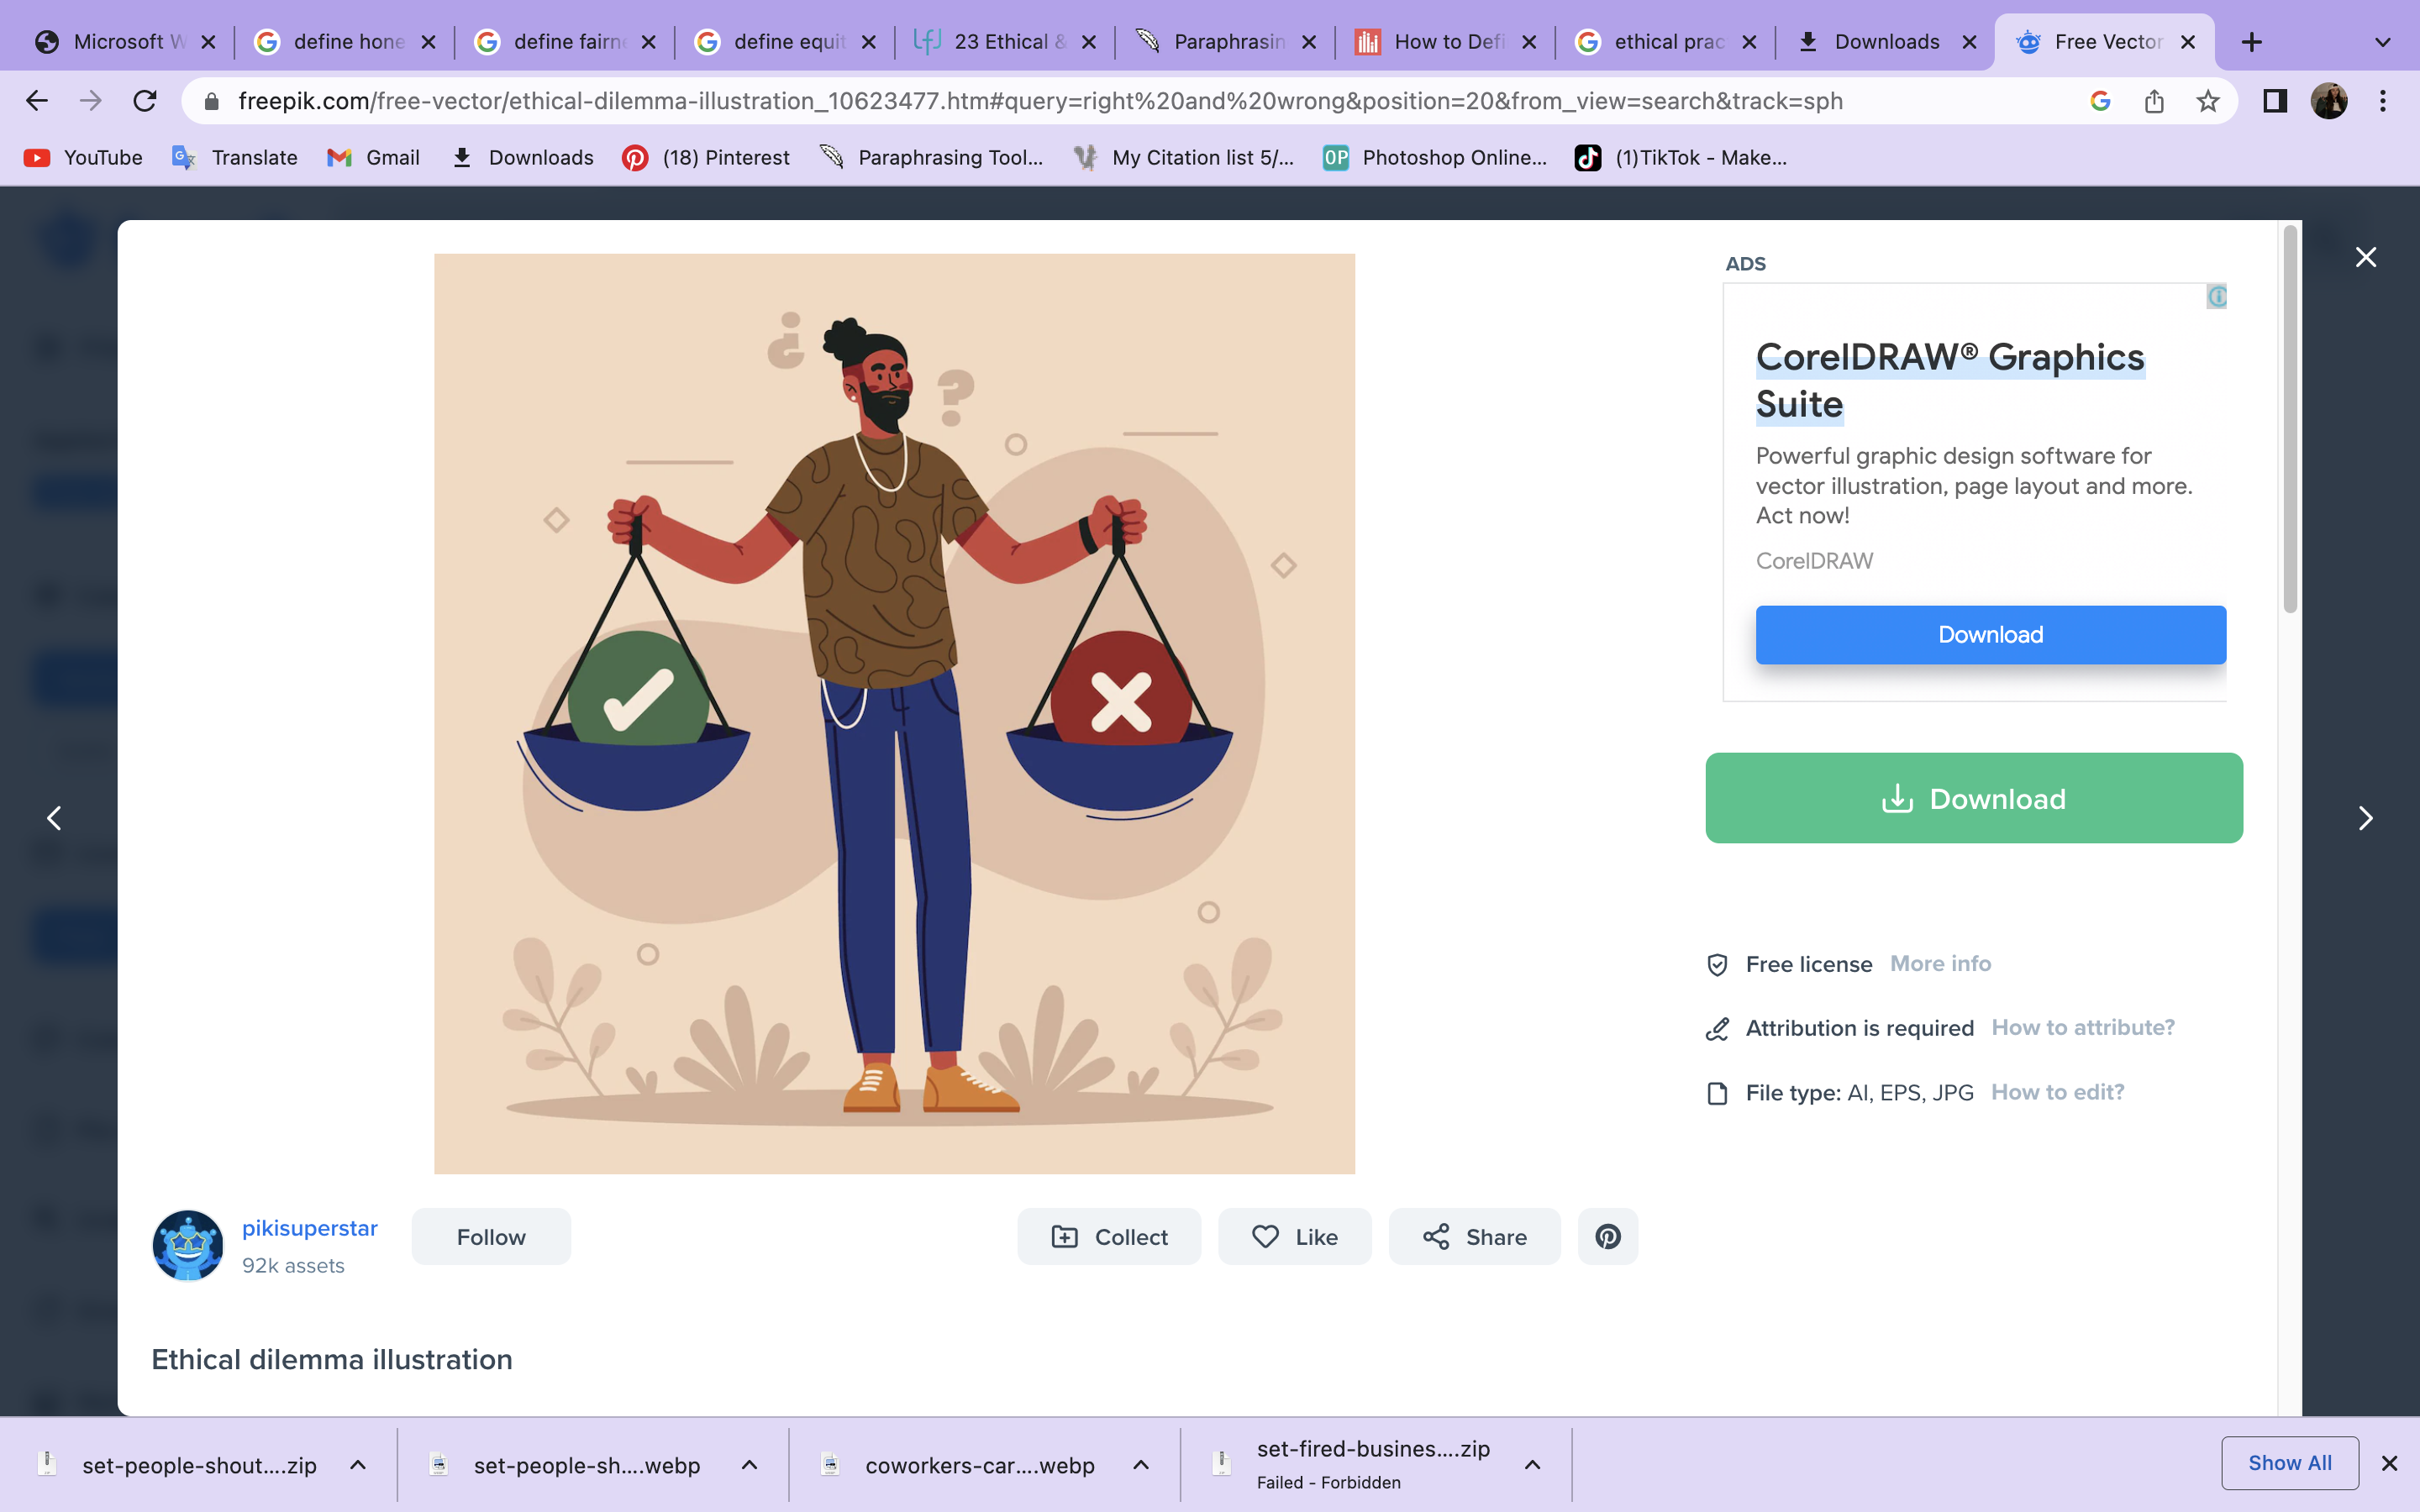 Microsoft W
define hone
define fairn
define equit
23 Ethical &
Paraphrasin
How to Defi
ethical prac
Downloads
Free Vector
freepik.com/free-vector/ethical-dilemma-illustration_10623477.htm#query=right%20and%20wrong&position=20&from_view=search&track=sph
YouTube
Translate
Gmail
Downloads
(18) Pinterest
Paraphrasing Tool...
My Citation list 5/...
OP
Photoshop Online...
(1)TikTok - Make...
¿
?
ADS
CorelDRAW® Graphics
Suite
Powerful graphic design software for
vector illustration, page layout and more.
Act now!
CorelDRAW
Download
Download
Free license More info
Attribution is required How to attribute?
File type: AI, EPS, JPG How to edit?
pikisuperstar
92k assets
Follow
Collect
Like
Share
Ethical dilemma illustration
set-people-shout....zip
set-people-sh....webp
coworkers-car....webp
set-fired-busines....zip
Failed - Forbidden
Show All